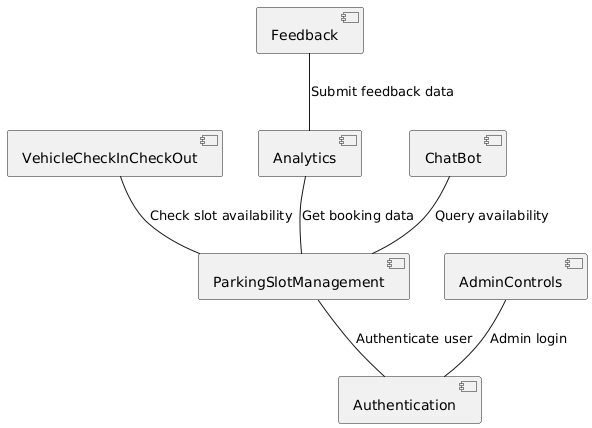 Feedback
Submit feedback data
VehicleCheckInCheckOut
Analytics
ChatBot
Check slot availability
Get booking data
Query availability
ParkingSlotManagement
AdminControls
Authenticate user
Admin login
Authentication